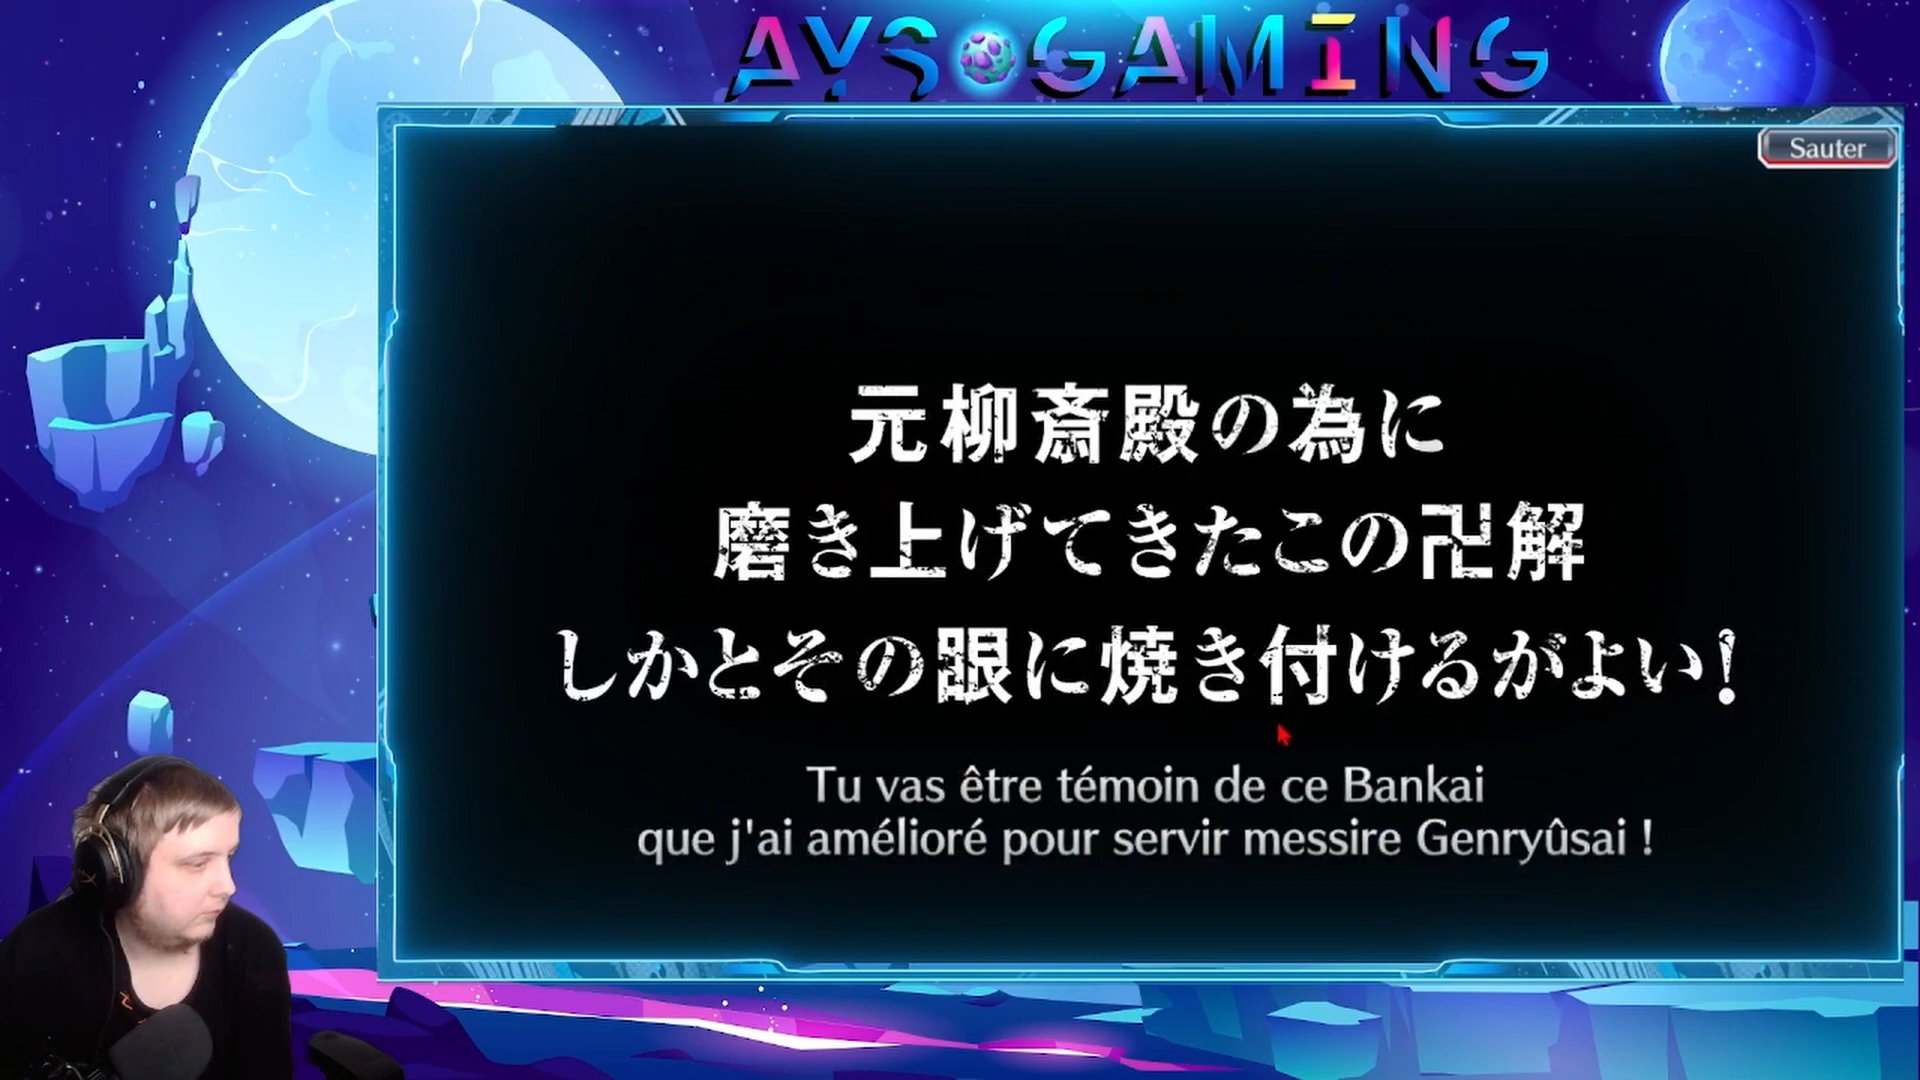 AYSOGAMING
Sauter
元柳斎殿の為に
磨き上げてきたこの卍解
しかとその眼に焼き付けるがよい!
Tu vas être témoin de ce Bankai
que j'ai amélioré pour servir messire Genryûsai !